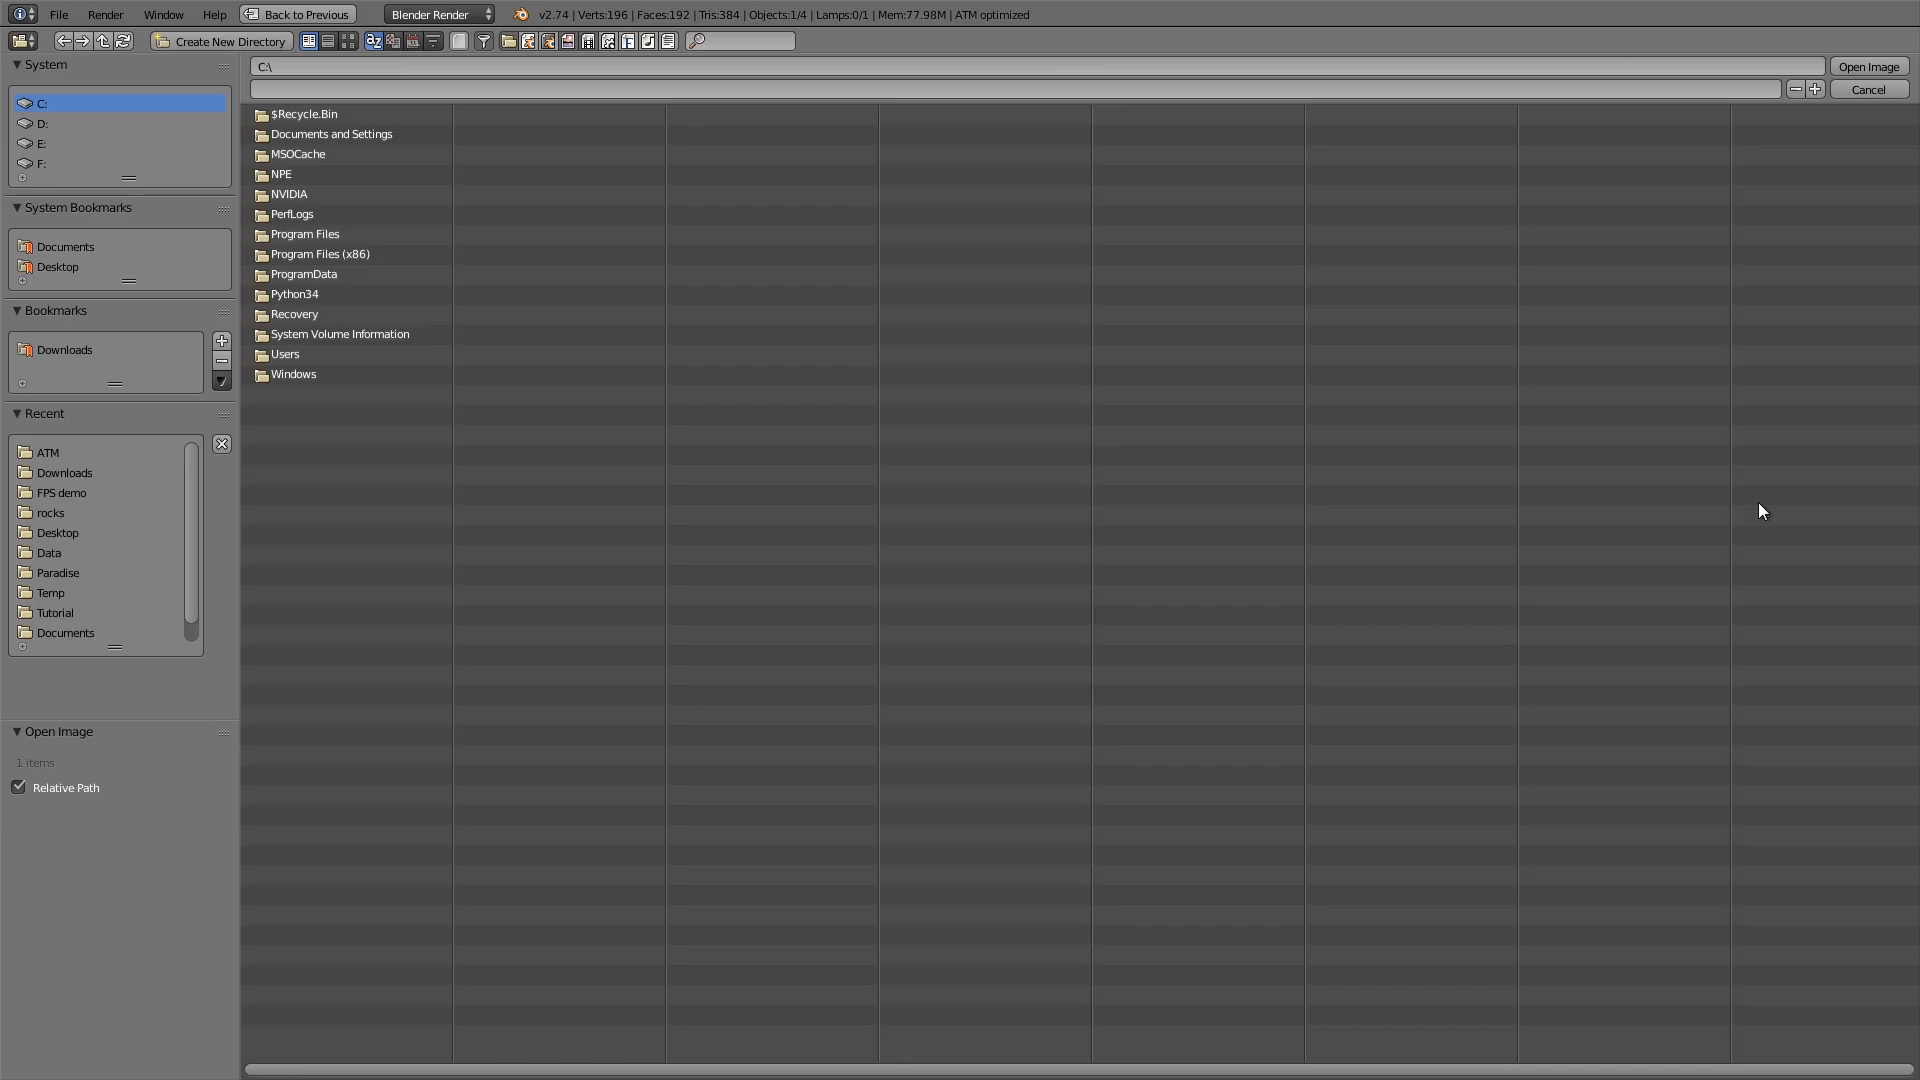 File Render Window Help Back to Previous Blender Render v2.74 | Verts:196 | Faces:192 | Tris:384 | Objects:1/4 | Lamps:0/1 | Mem:77.98M | ATM optimized
Create New Directory
System
C:\
Open Image
Cancel
C:
D:
E:
F:
System Bookmarks
Documents
Desktop
Bookmarks
Downloads
Recent
ATM
Downloads
FPS demo
rocks
Desktop
Data
Paradise
Temp
Tutorial
Documents
Open Image
1 items
Relative Path
$Recycle.Bin
Documents and Settings
MSOCache
NPE
NVIDIA
PerfLogs
Program Files
Program Files (x86)
ProgramData
Python34
Recovery
System Volume Information
Users
Windows